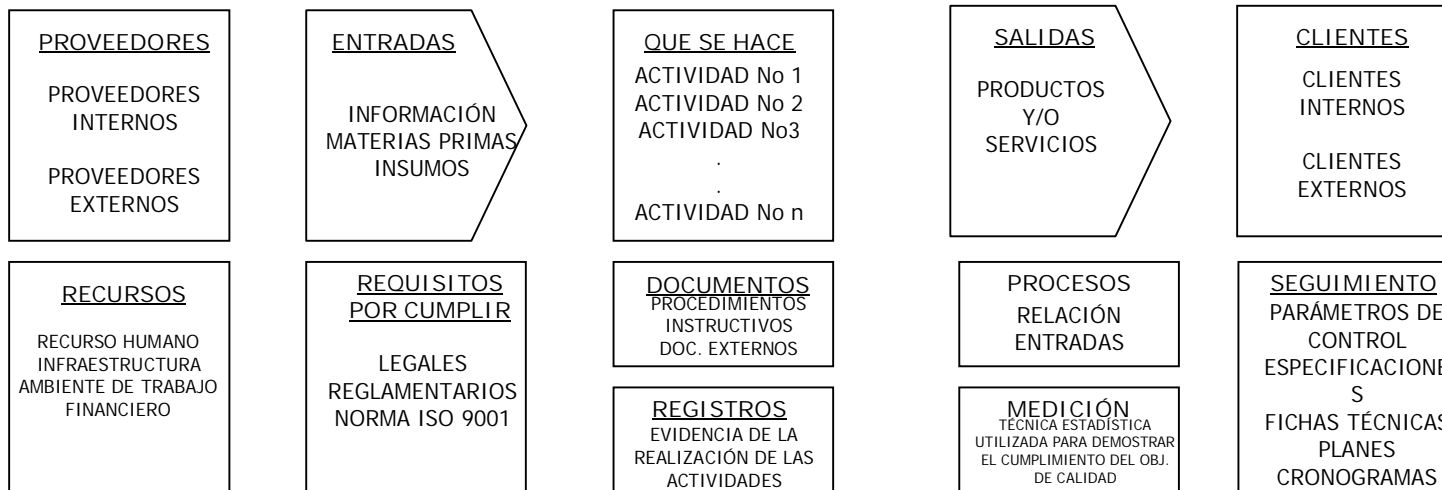 PROVEEDORES
PROVEEDORES
INTERNOS
PROVEEDORES
EXTERNOS
ENTRADAS
INFORMACIÓN
MATERIAS PRIMAS
INSUMOS
QUE SE HACE
ACTIVIDAD No 1
ACTIVIDAD No 2
ACTIVIDAD No3
.
.
ACTIVIDAD No n
SALIDAS
PRODUCTOS
Y/O
SERVICIOS
CLIENTES
CLIENTES
INTERNOS
CLIENTES
EXTERNOS
RECURSOS
RECURSO HUMANO
INFRAESTRUCTURA
AMBIENTE DE TRABAJO
FINANCIERO
REQUISITOS
POR CUMPLIR
LEGALES
REGLAMENTARIOS
NORMA ISO 9001
DOCUMENTOS
PROCEDIMIENTOS
INSTRUCTIVOS
DOC. EXTERNOS
REGISTROS
EVIDENCIA DE LA
REALIZACIÓN DE LAS
ACTIVIDADES
PROCESOS
RELACIÓN
ENTRADAS
MEDICIÓN
TÉCNICA ESTADÍSTICA
UTILIZADA PARA DEMOSTRAR
EL CUMPLIMIENTO DEL OBJ.
DE CALIDAD
SEGUIMIENTO
PARÁMETROS DE
CONTROL
ESPECIFICACIONE
S
FICHAS TÉCNICAS
PLANES
CRONOGRAMAS